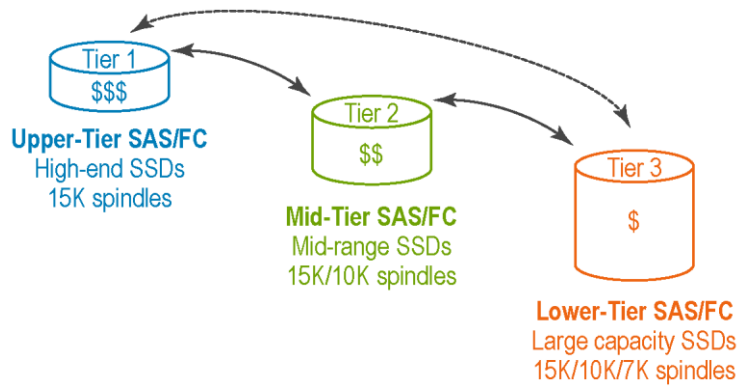 Tier 1
$$$
Upper-Tier SAS/FC
High-end SSDs
15K spindles
Tier 2
$$
Mid-Tier SAS/FC
Mid-range SSDs
15K/10K spindles
Tier 3
$
Lower-Tier SAS/FC
Large capacity SSDs
15K/10K/7K spindles